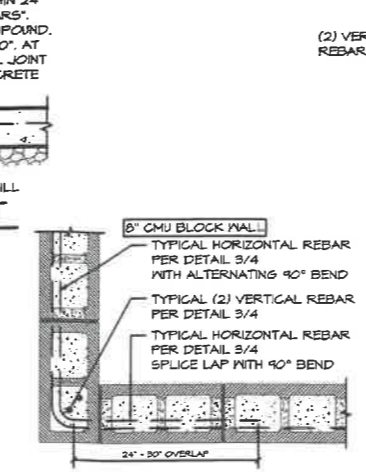 ARS".
POUND.
0". AT
JOINT
CRETE
(2) VER
REBAR
ILL
8" CMU BLOCK WALL
TYPICAL HORIZONTAL REBAR
PER DETAIL 3/4
WITH ALTERNATING 90° BEND
TYPICAL (2) VERTICAL REBAR
PER DETAIL 3/4
TYPICAL HORIZONTAL REBAR
PER DETAIL 3/4
SPLICE LAP WITH 90° BEND
24" - 30" OVERLAP